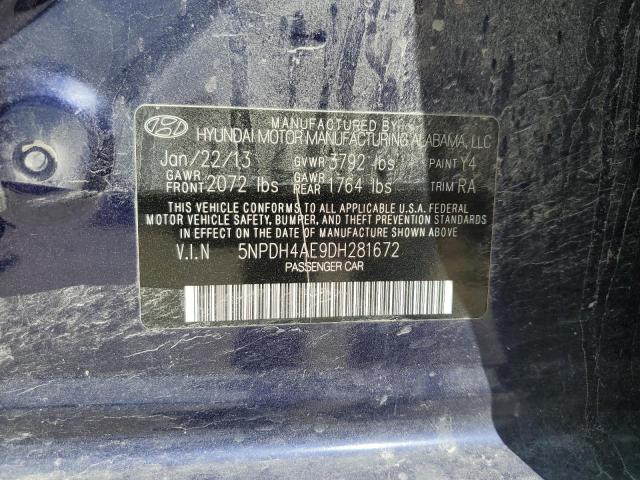 MANUFACTURED BY
HYUNDAI MOTOR MANUFACTURING ALABAMA, LLC
Jan/22/13 GVWR 3792 lbs PAINT Y4
GAWR FRONT 2072 lbs GAWR REAR 1764 lbs TRIM RA
THIS VEHICLE CONFORMS TO ALL APPLICABLE U.S.A. FEDERAL
MOTOR VEHICLE SAFETY, BUMPER, AND THEFT PREVENTION STANDARDS
IN EFFECT ON THE DATE OF MANUFACTURE SHOWN ABOVE.
V.I.N 5NPDH4AE9DH281672
PASSENGER CAR